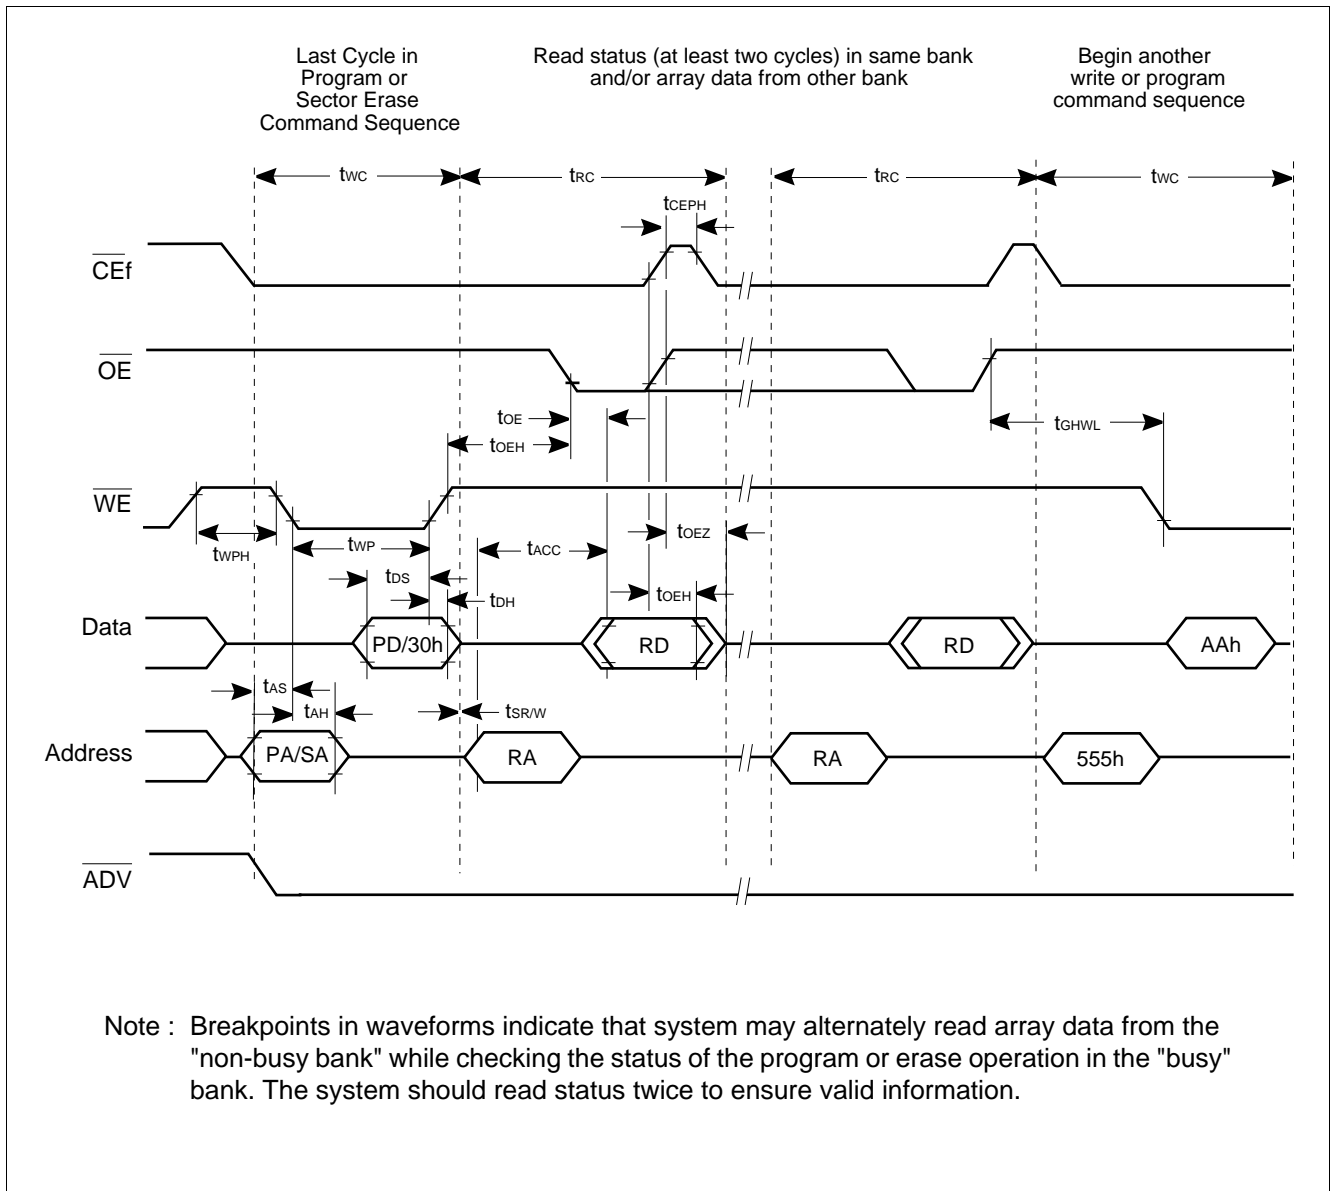 Last Cycle in
Program or
Sector Erase
Command Sequence
Read status (at least two cycles) in same bank
and/or array data from other bank
Begin another
write or program
command sequence
tWC
tRC
tRC
tWC
tCEPH
CEf
OE
tOE
tOEH
tGHWL
WE
tWPH
tWP
tACC
tOEZ
tDS
tDH
tOEH
Data
PD/30h
RD
RD
AAh
tAS
tAH
tSR/W
Address
PA/SA
RA
RA
555h
ADV
Note : Breakpoints in waveforms indicate that system may alternately read array data from the
"non-busy bank" while checking the status of the program or erase operation in the "busy"
bank. The system should read status twice to ensure valid information.